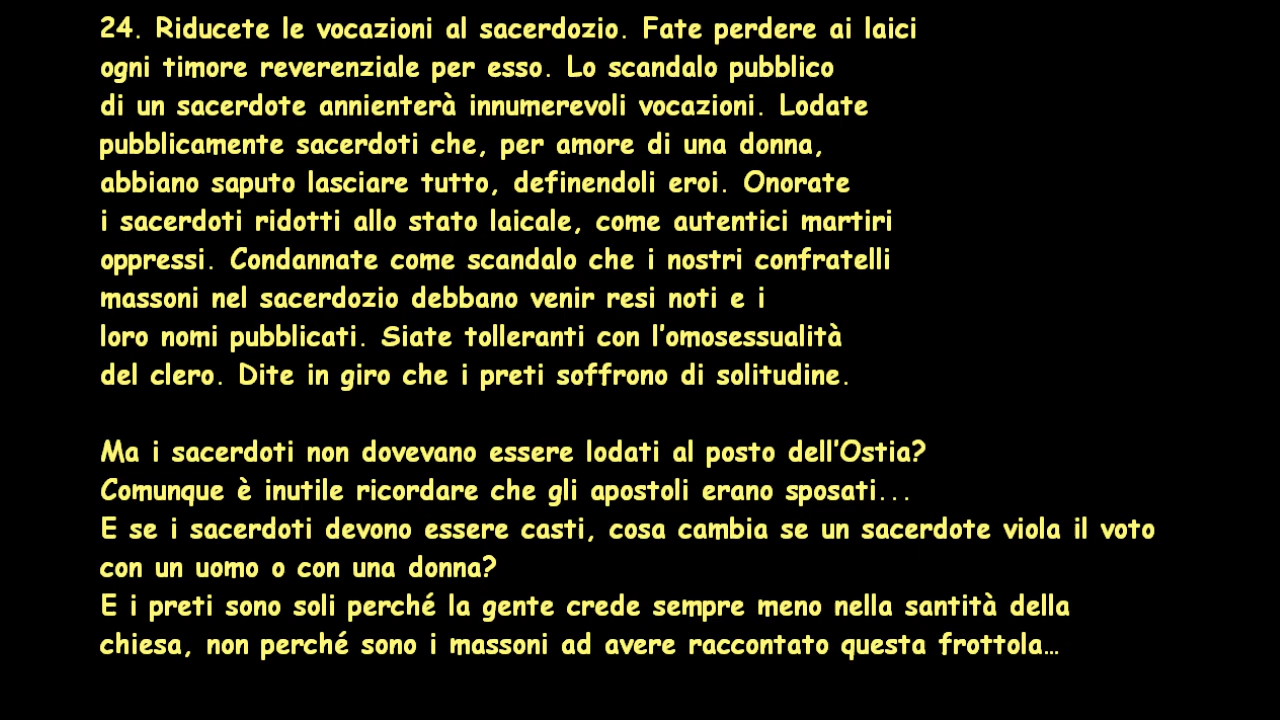 24. Riducete le vocazioni al sacerdozio. Fate perdere ai laici
ogni timore reverenziale per esso. Lo scandalo pubblico
di un sacerdote annienterà innumerevoli vocazioni. Lodate
pubblicamente sacerdoti che, per amore di una donna,
abbiano saputo lasciare tutto, definendoli eroi. Onorate
i sacerdoti ridotti allo stato laicale, come autentici martiri
oppressi. Condannate come scandalo che i nostri confratelli
massoni nel sacerdozio debbano venir resi noti e i
loro nomi pubblicati. Siate tolleranti con l'omosessualità
del clero. Dite in giro che i preti soffrono di solitudine.
Ma i sacerdoti non dovevano essere lodati al posto dell'Ostia?
Comunque è inutile ricordare che gli apostoli erano sposati...
E se i sacerdoti devono essere casti, cosa cambia se un sacerdote viola il voto
con un uomo o con una donna?
E i preti sono soli perché la gente crede sempre meno nella santità della
chiesa, non perché sono i massoni ad avere raccontato questa frottola…